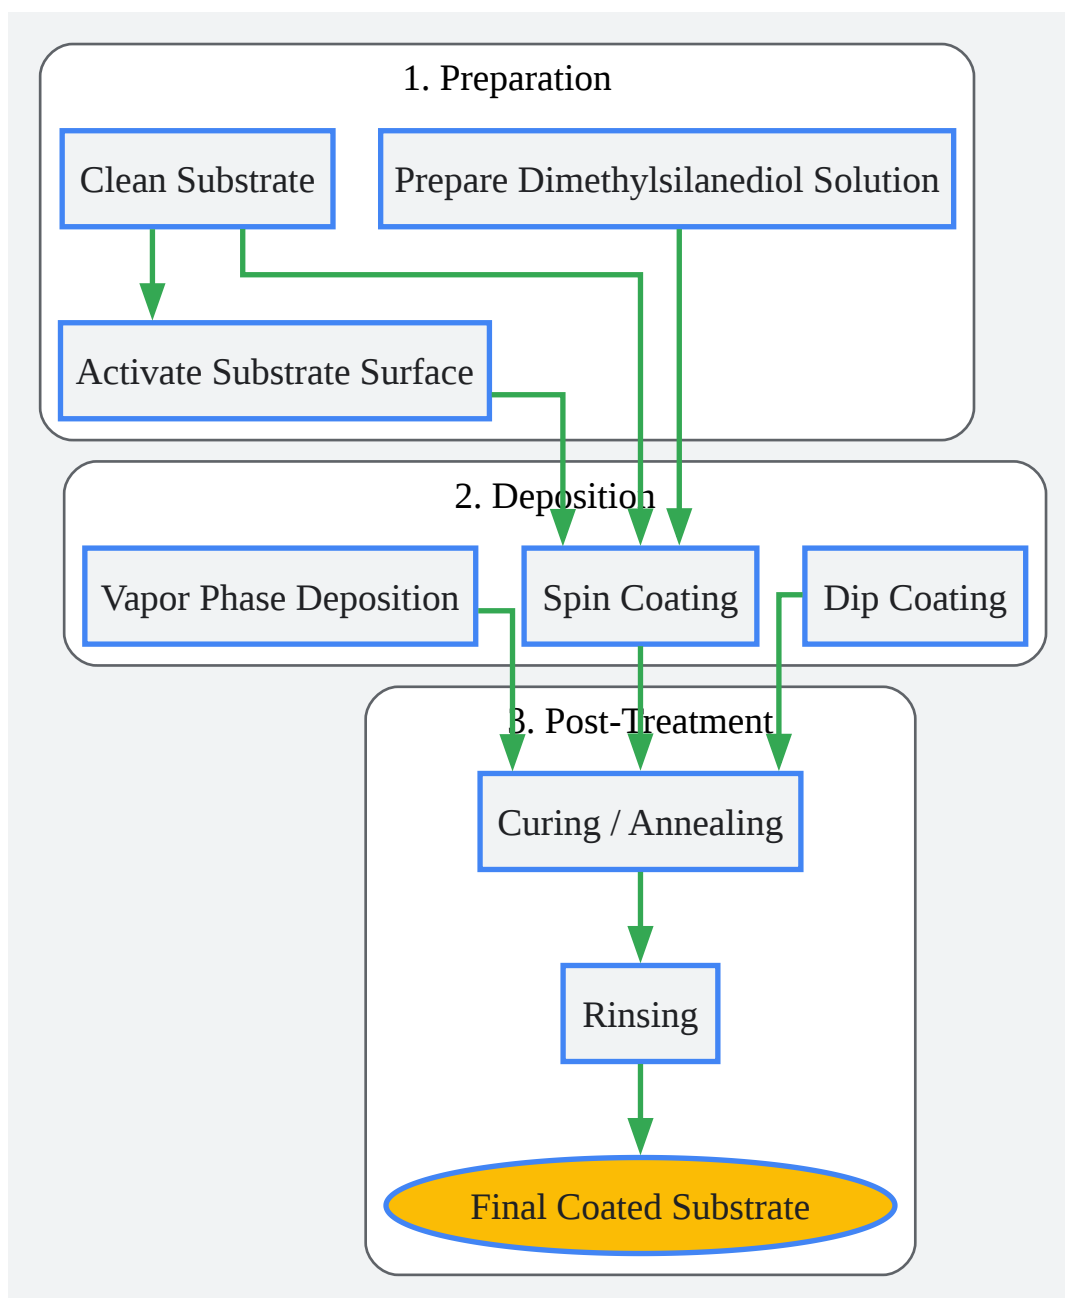 1. Preparation
Clean Substrate
Prepare Dimethylsilanediol Solution
Activate Substrate Surface
2. Deposition
Vapor Phase Deposition
Spin Coating
Dip Coating
3. Post-Treatment
Curing / Annealing
Rinsing
Final Coated Substrate